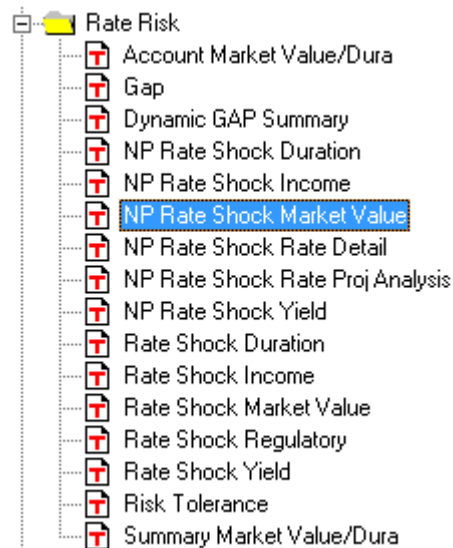 Rate Risk
Account Market Value/Dura
Gap
Dynamic GAP Summary
NP Rate Shock Duration
NP Rate Shock Income
NP Rate Shock Market Value
NP Rate Shock Rate Detail
NP Rate Shock Rate Proj Analysis
NP Rate Shock Yield
Rate Shock Duration
Rate Shock Income
Rate Shock Market Value
Rate Shock Regulatory
Rate Shock Yield
Risk Tolerance
Summary Market Value/Dura